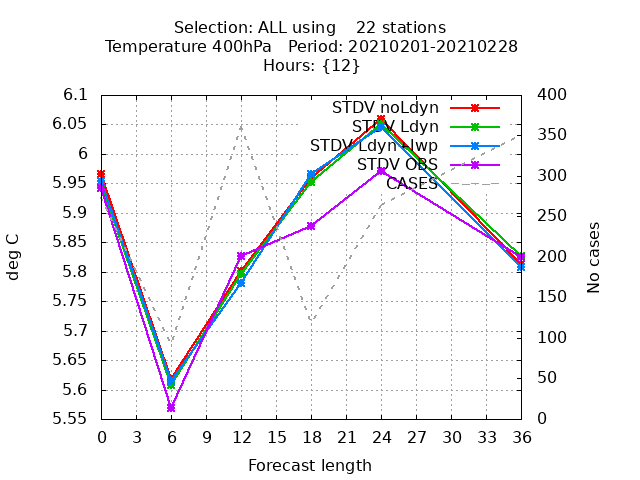 Selection: ALL using    22 stations
Temperature 400hPa   Period: 20210201-20210228
Hours: {12}
STDV noLdyn
STDV Ldyn
STDV Ldyn+lwp
STDV OBS
CASES
deg C
6.1
6.05
6
5.95
5.9
5.85
5.8
5.75
5.7
5.65
5.6
5.55
400
350
300
250
200
150
100
50
0
No cases
0 3 6 9 12 15 18 21 24 27 30 33 36
Forecast length